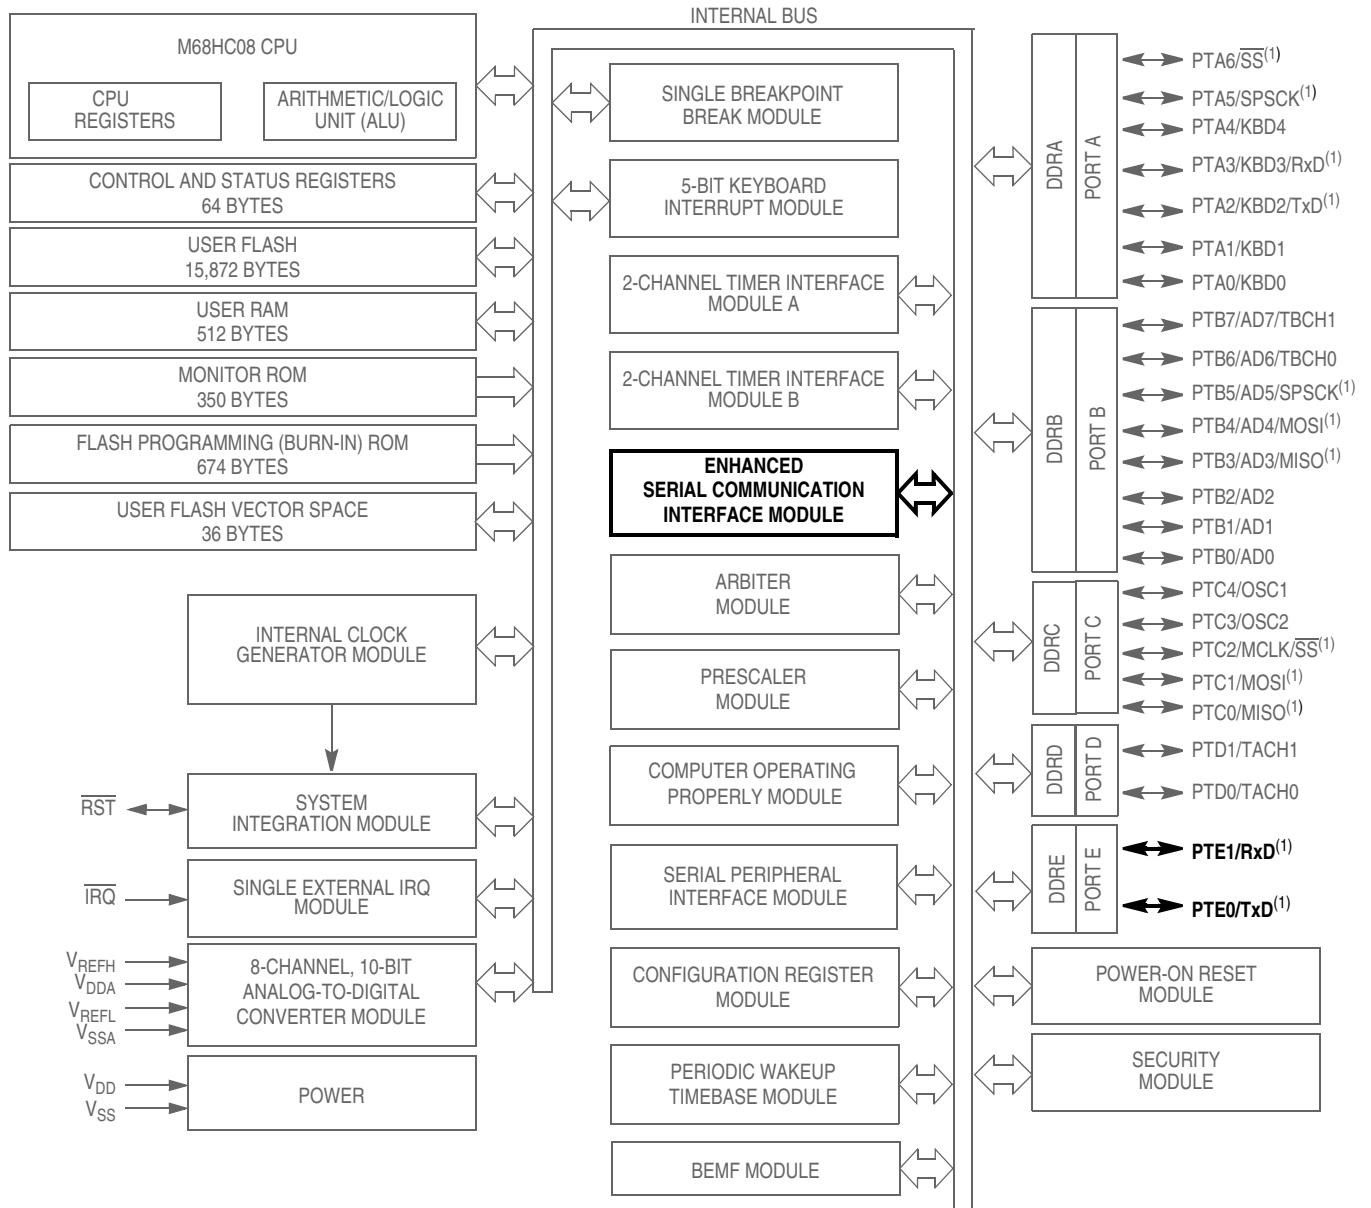 INTERNAL BUS
M68HC08 CPU
CPU
REGISTERS
ARITHMETIC/LOGIC
UNIT (ALU)
CONTROL AND STATUS REGISTERS
64 BYTES
USER FLASH
15,872 BYTES
USER RAM
512 BYTES
MONITOR ROM
350 BYTES
FLASH PROGRAMMING (BURN-IN) ROM
674 BYTES
USER FLASH VECTOR SPACE
36 BYTES
INTERNAL CLOCK
GENERATOR MODULE
RST
SYSTEM
INTEGRATION MODULE
IRQ
SINGLE EXTERNAL IRQ
MODULE
VREFH
VDDA
VREFL
VSSA
8-CHANNEL, 10-BIT
ANALOG-TO-DIGITAL
CONVERTER MODULE
VDD
VSS
POWER
SINGLE BREAKPOINT
BREAK MODULE
5-BIT KEYBOARD
INTERRUPT MODULE
2-CHANNEL TIMER INTERFACE
MODULE A
2-CHANNEL TIMER INTERFACE
MODULE B
ENHANCED
SERIAL COMMUNICATION
INTERFACE MODULE
ARBITER
MODULE
PRESCALER
MODULE
COMPUTER OPERATING
PROPERLY MODULE
SERIAL PERIPHERAL
INTERFACE MODULE
CONFIGURATION REGISTER
MODULE
PERIODIC WAKEUP
TIMEBASE MODULE
BEMF MODULE
DDRA
PORT A
PTA6/SS(1)
PTA5/SPSCK(1)
PTA4/KBD4
PTA3/KBD3/RxD(1)
PTA2/KBD2/TxD(1)
PTA1/KBD1
PTA0/KBD0
DDRB
PORT B
PTB7/AD7/TBCH1
PTB6/AD6/TBCH0
PTB5/AD5/SPSCK(1)
PTB4/AD4/MOSI(1)
PTB3/AD3/MISO(1)
PTB2/AD2
PTB1/AD1
PTB0/AD0
DDRC
PORT C
PTC4/OSC1
PTC3/OSC2
PTC2/MCLK/SS(1)
PTC1/MOSI(1)
PTC0/MISO(1)
DDRD
PORT D
PTD1/TACH1
PTD0/TACH0
DDRE
PORT E
PTE1/RxD(1)
PTE0/TxD(1)
POWER-ON RESET
MODULE
SECURITY
MODULE